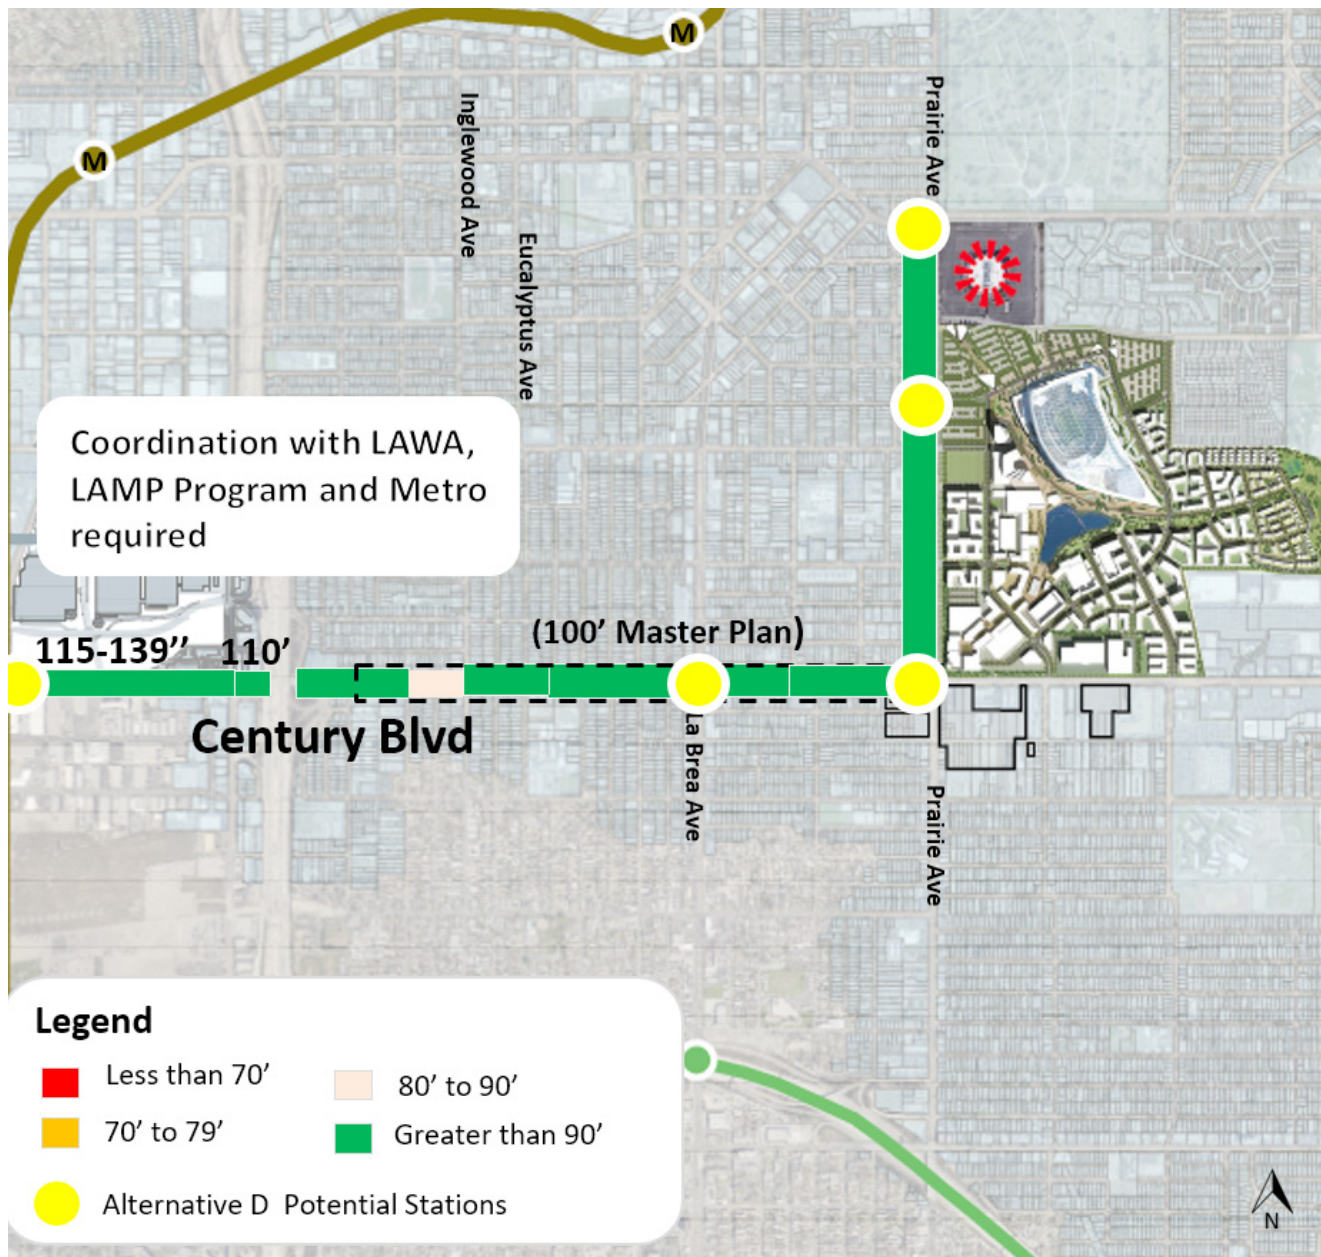 M
M
Prairie Ave
Inglewood Ave
Eucalyptus Ave
Coordination with LAWA,
LAMP Program and Metro
required
115-139’’
110’
(100’ Master Plan)
Century Blvd
La Brea Ave
Prairie Ave
Legend
Less than 70’
80’ to 90’
70’ to 79’
Greater than 90’
Alternative D Potential Stations
N